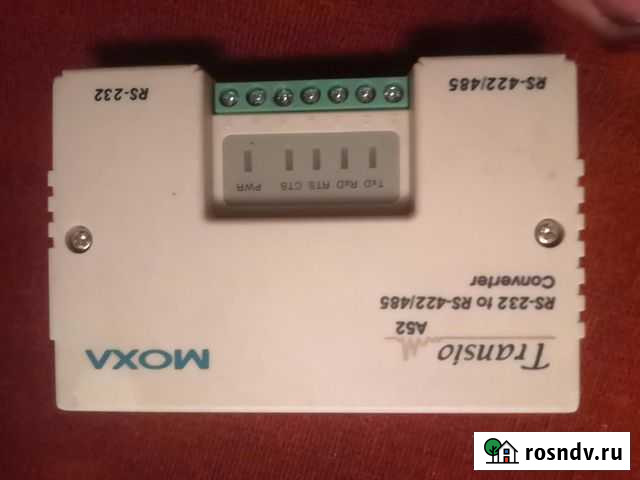 Transio
A52
RS-232 to RS-422/485
Converter
MOXA
TxD RxD RTS CTS PWR
RS-422/485
RS-232
rosndv.ru